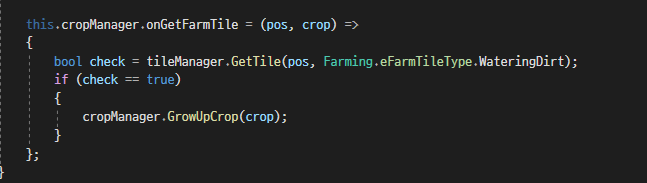 this.cropManager.onGetFarmTile = (pos, crop) =>
{
bool check = tileManager.GetTile(pos, Farming.eFarmTileType.WateringDirt);
if (check == true)
{
cropManager.GrowUpCrop(crop);
}
};
}